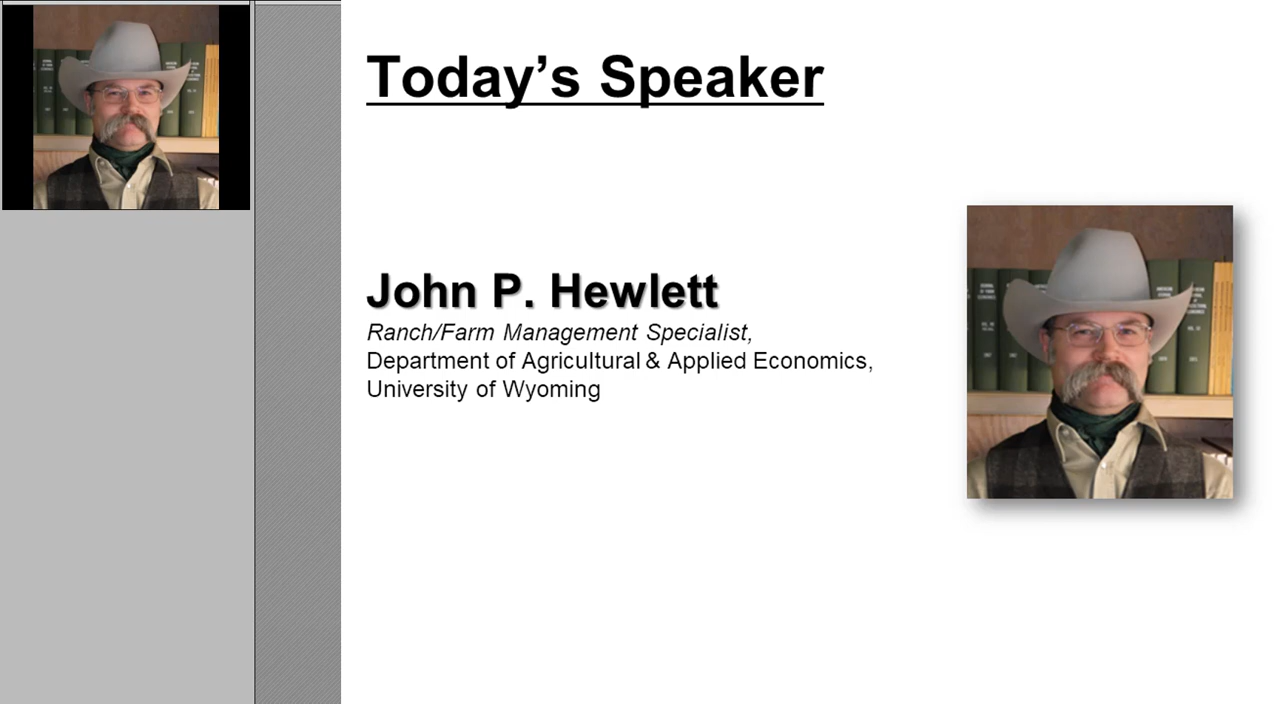 Today’s Speaker
John P. Hewlett
Ranch/Farm Management Specialist,
Department of Agricultural & Applied Economics,
University of Wyoming